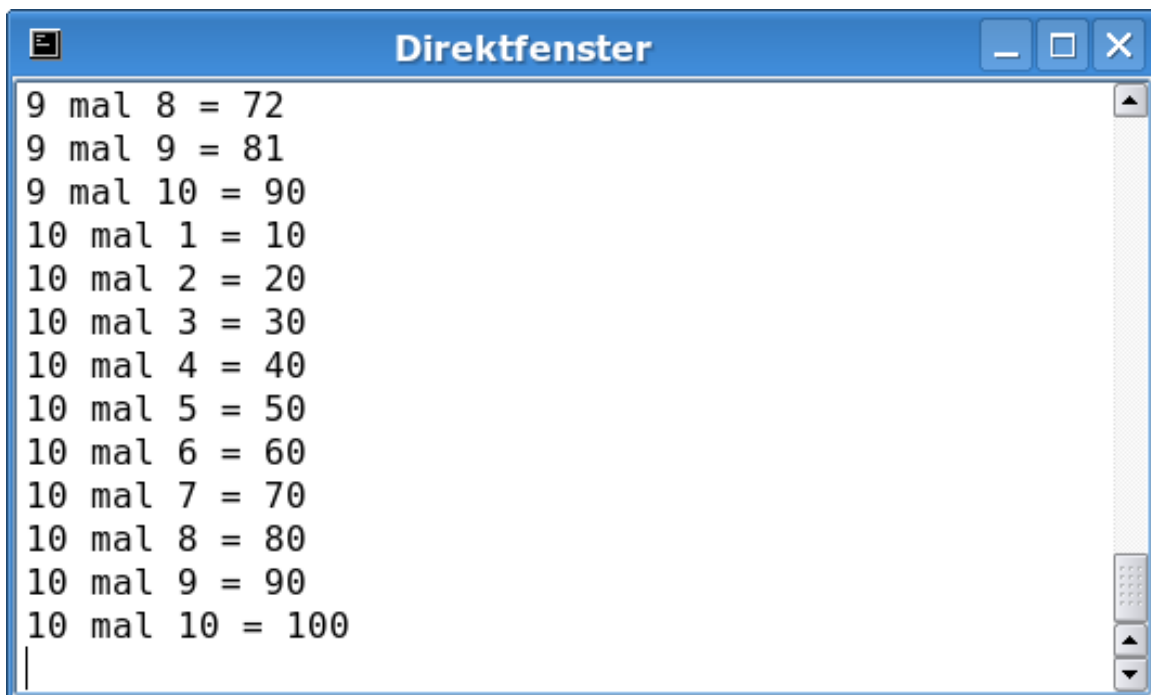 Direktfenster
9 mal 8 = 72
9 mal 9 = 81
9 mal 10 = 90
10 mal 1 = 10
10 mal 2 = 20
10 mal 3 = 30
10 mal 4 = 40
10 mal 5 = 50
10 mal 6 = 60
10 mal 7 = 70
10 mal 8 = 80
10 mal 9 = 90
10 mal 10 = 100